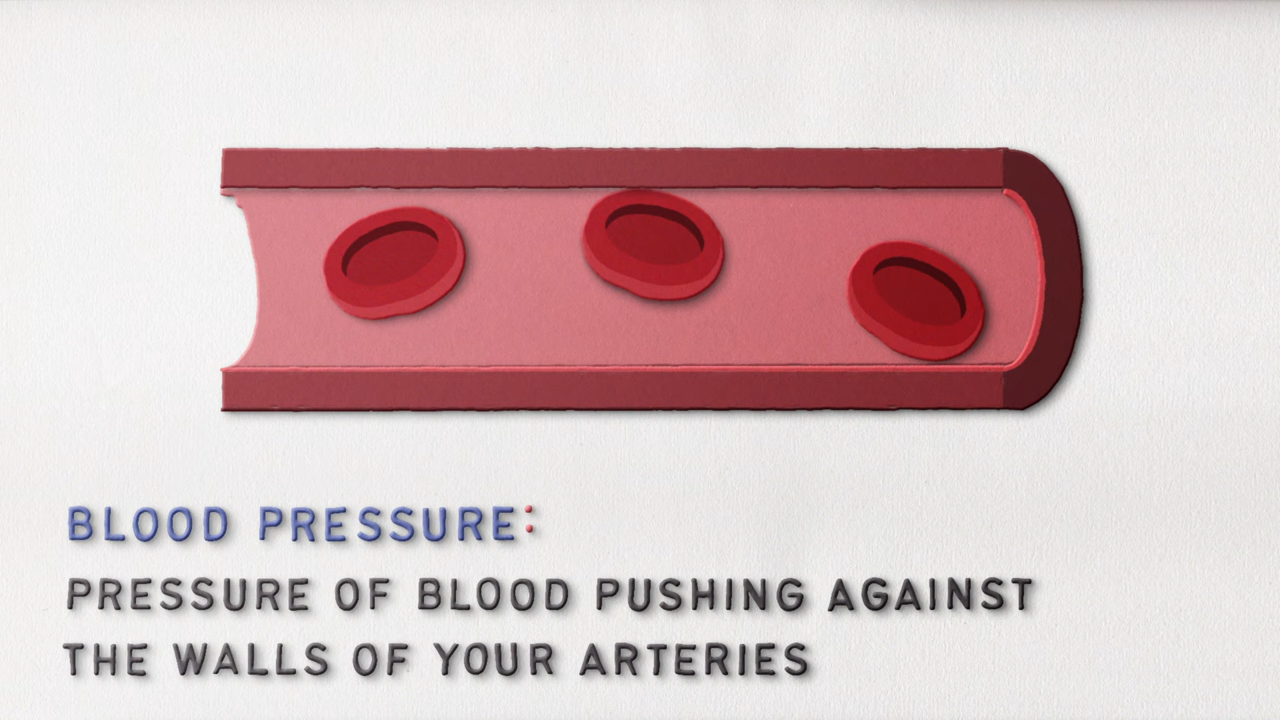 BLOOD PRESSURE:
PRESSURE OF BLOOD PUSHING AGAINST
THE WALLS OF YOUR ARTERIES